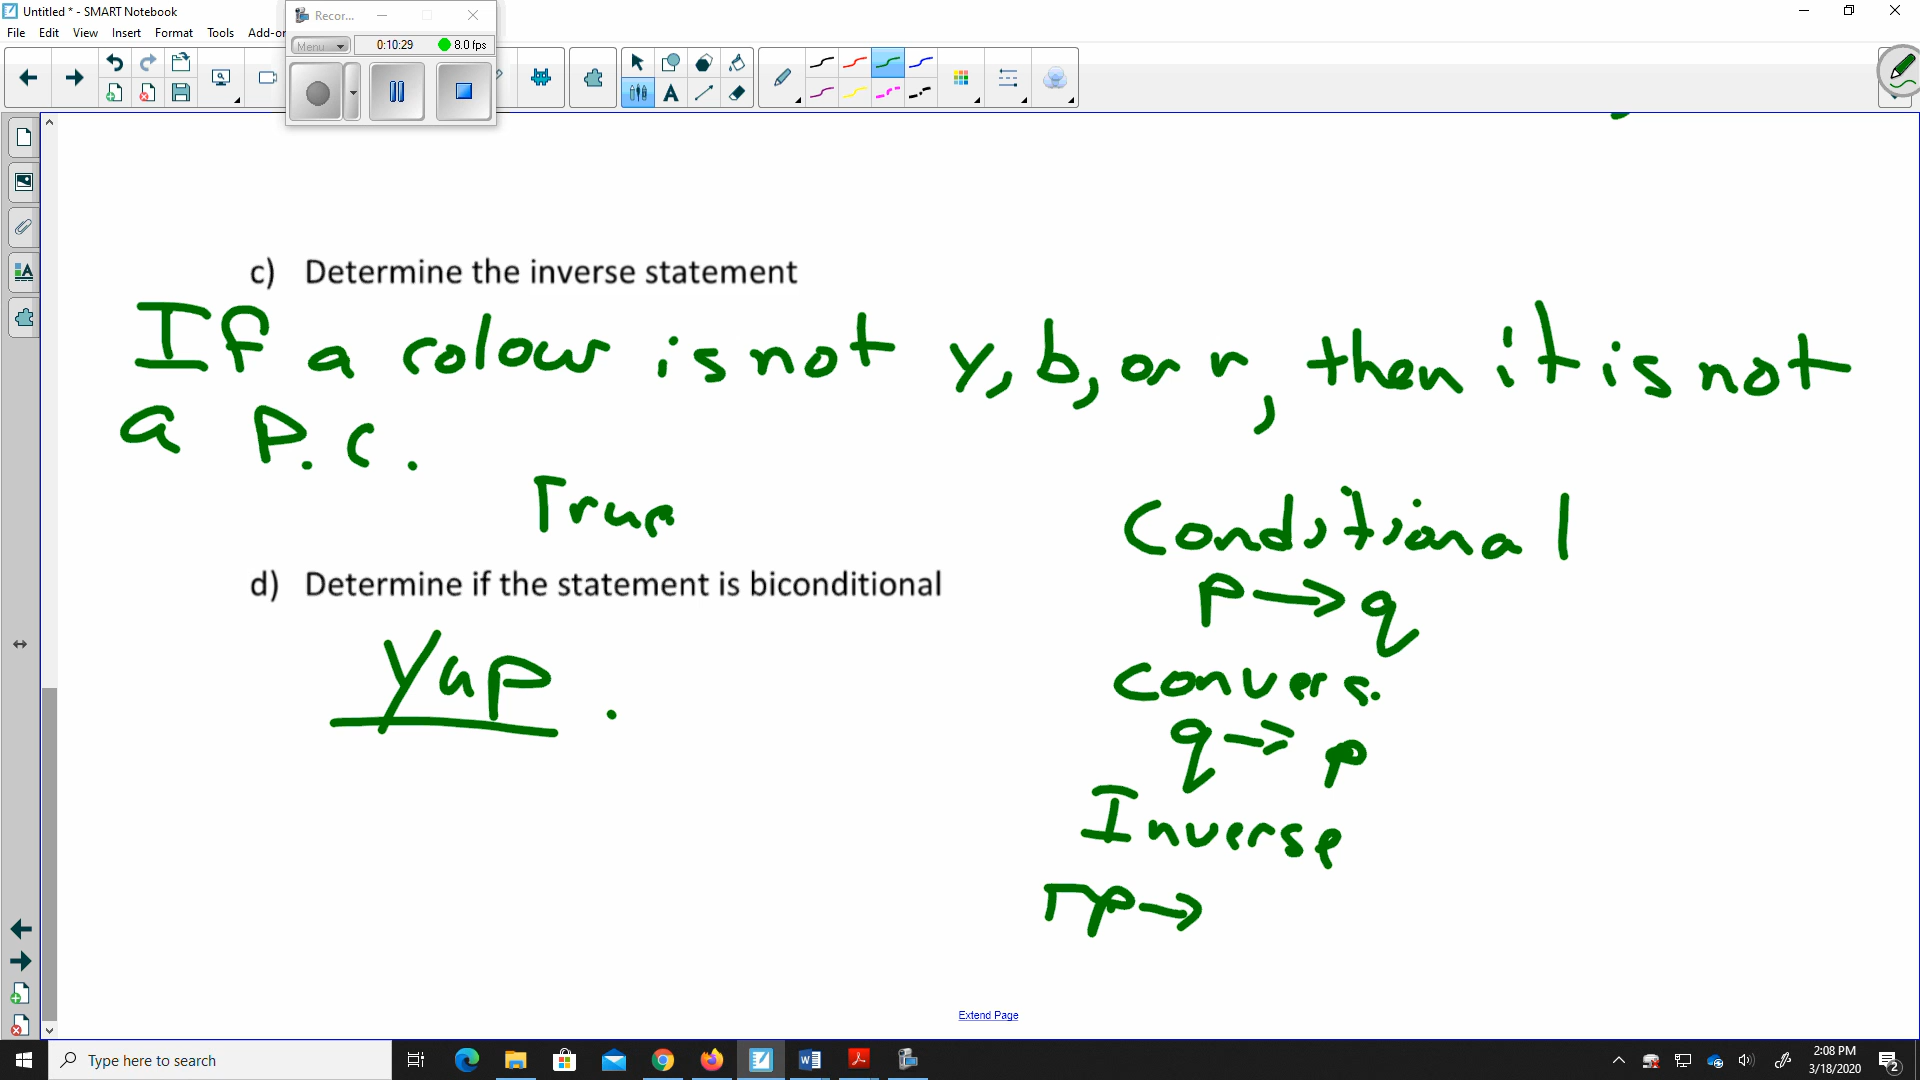 Untitled * - SMART Notebook
Recor...
File Edit View Insert Format Tools Add-on
Menu 0:10:29 8.0 fps
c) Determine the inverse statement
If a colour is not y, b, or r, then it is not
a P.C.
True
Conditional
p → q
d) Determine if the statement is biconditional
Yup.
Convers.
q → p
Inverse
¬p →
Extend Page
Type here to search
2:08 PM
3/18/2020
2